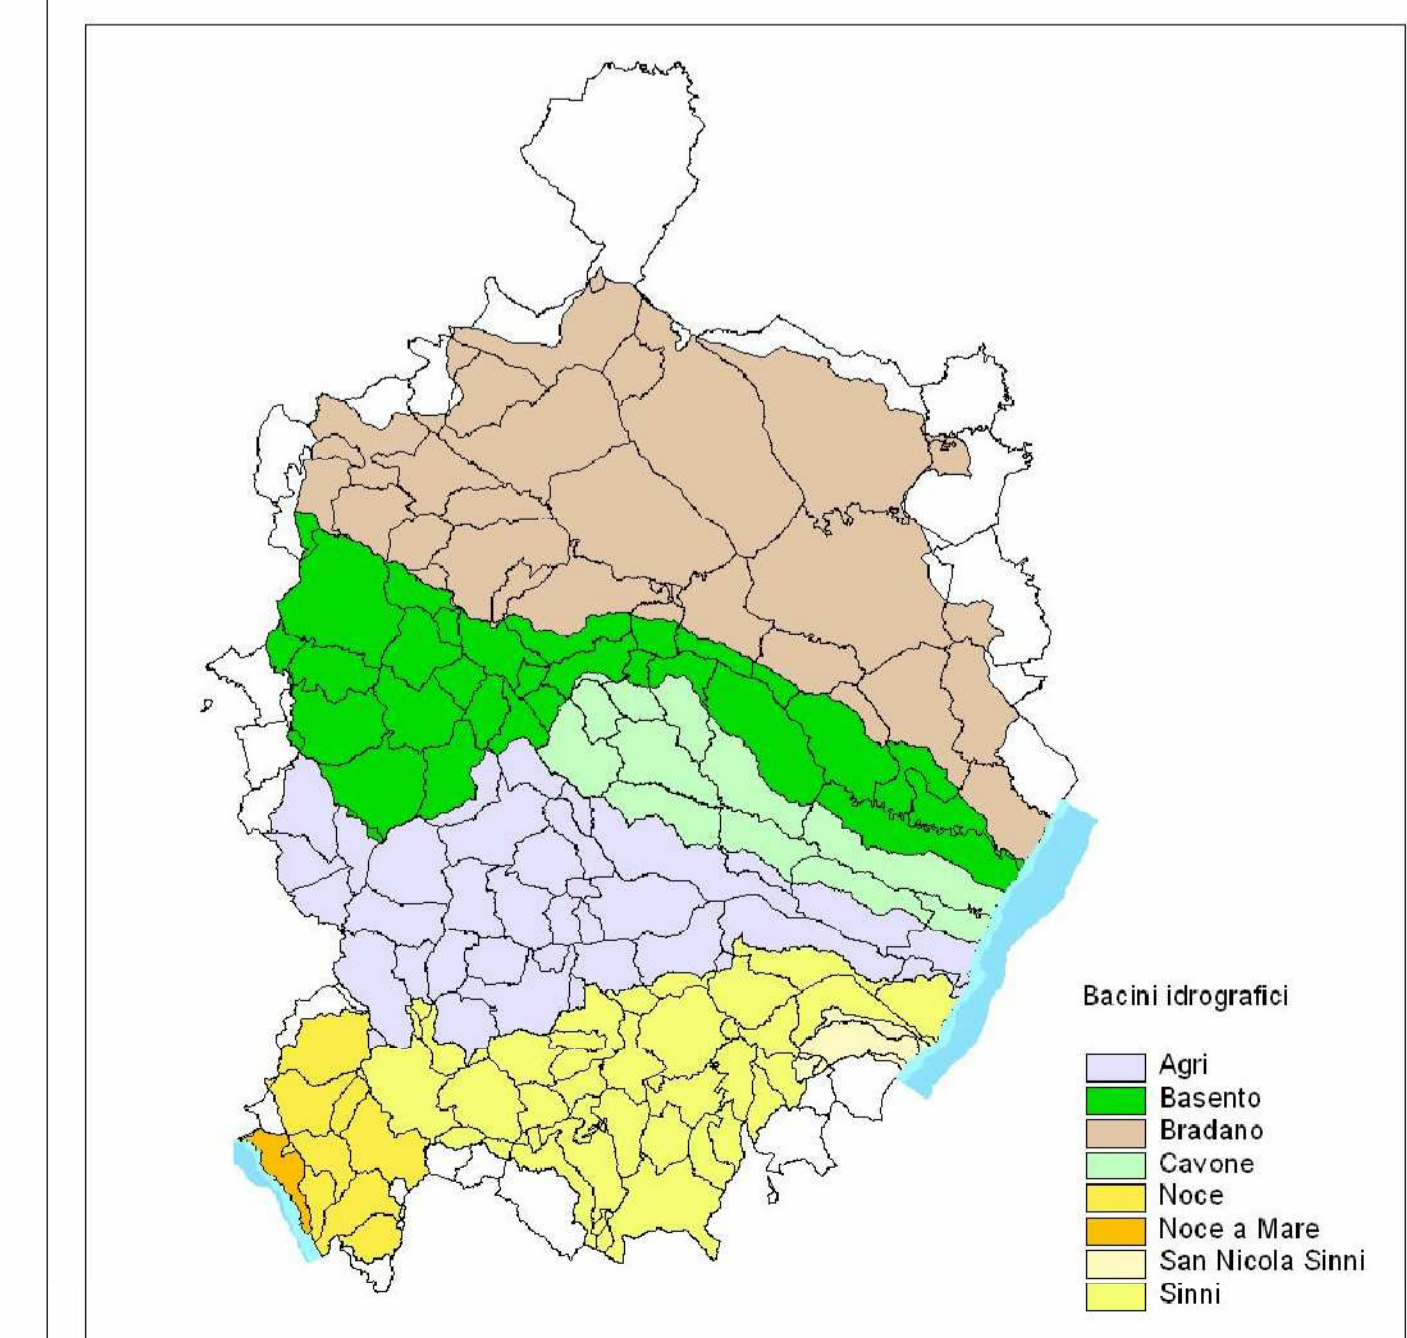 Bacini idrografici
Agri
Basento
Bradano
Cavone
Noce
Noce a Mare
San Nicola Sinni
Sinni